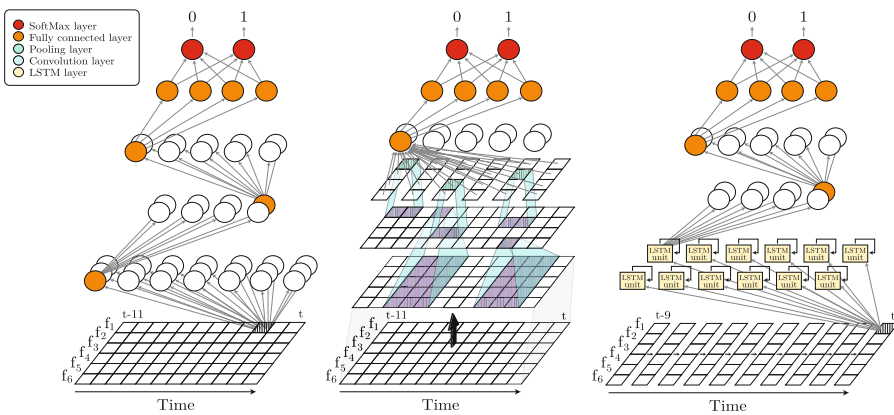 SoftMax layer
Fully connected layer
Pooling layer
Convolution layer
LSTM layer
0 1
t-11 t
f1
f2
f3
f4
f5
f6
Time
0 1
t-11 t
f1
f2
f3
f4
f5
f6
Time
0 1
LSTM unit LSTM unit LSTM unit LSTM unit LSTM unit LSTM unit
LSTM unit LSTM unit LSTM unit LSTM unit LSTM unit LSTM unit
t-9 t
f1
f2
f3
f4
f5
f6
Time